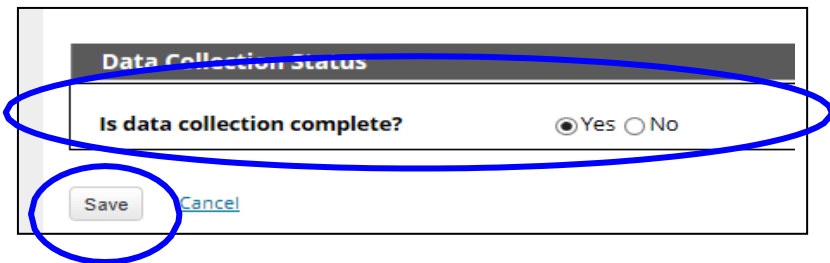 Data Collection Status
Is data collection complete? Yes No
Save Cancel